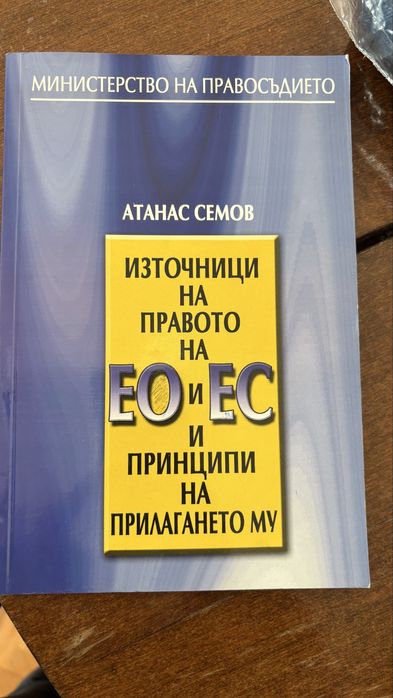 МИНИСТЕРСТВО НА ПРАВОСЪДИЕТО
АТАНАС СЕМОВ
ИЗТОЧНИЦИ
НА
ПРАВОТО
НА
ЕО и ЕС
И
ПРИНЦИПИ
НА
ПРИЛАГАНЕТО МУ